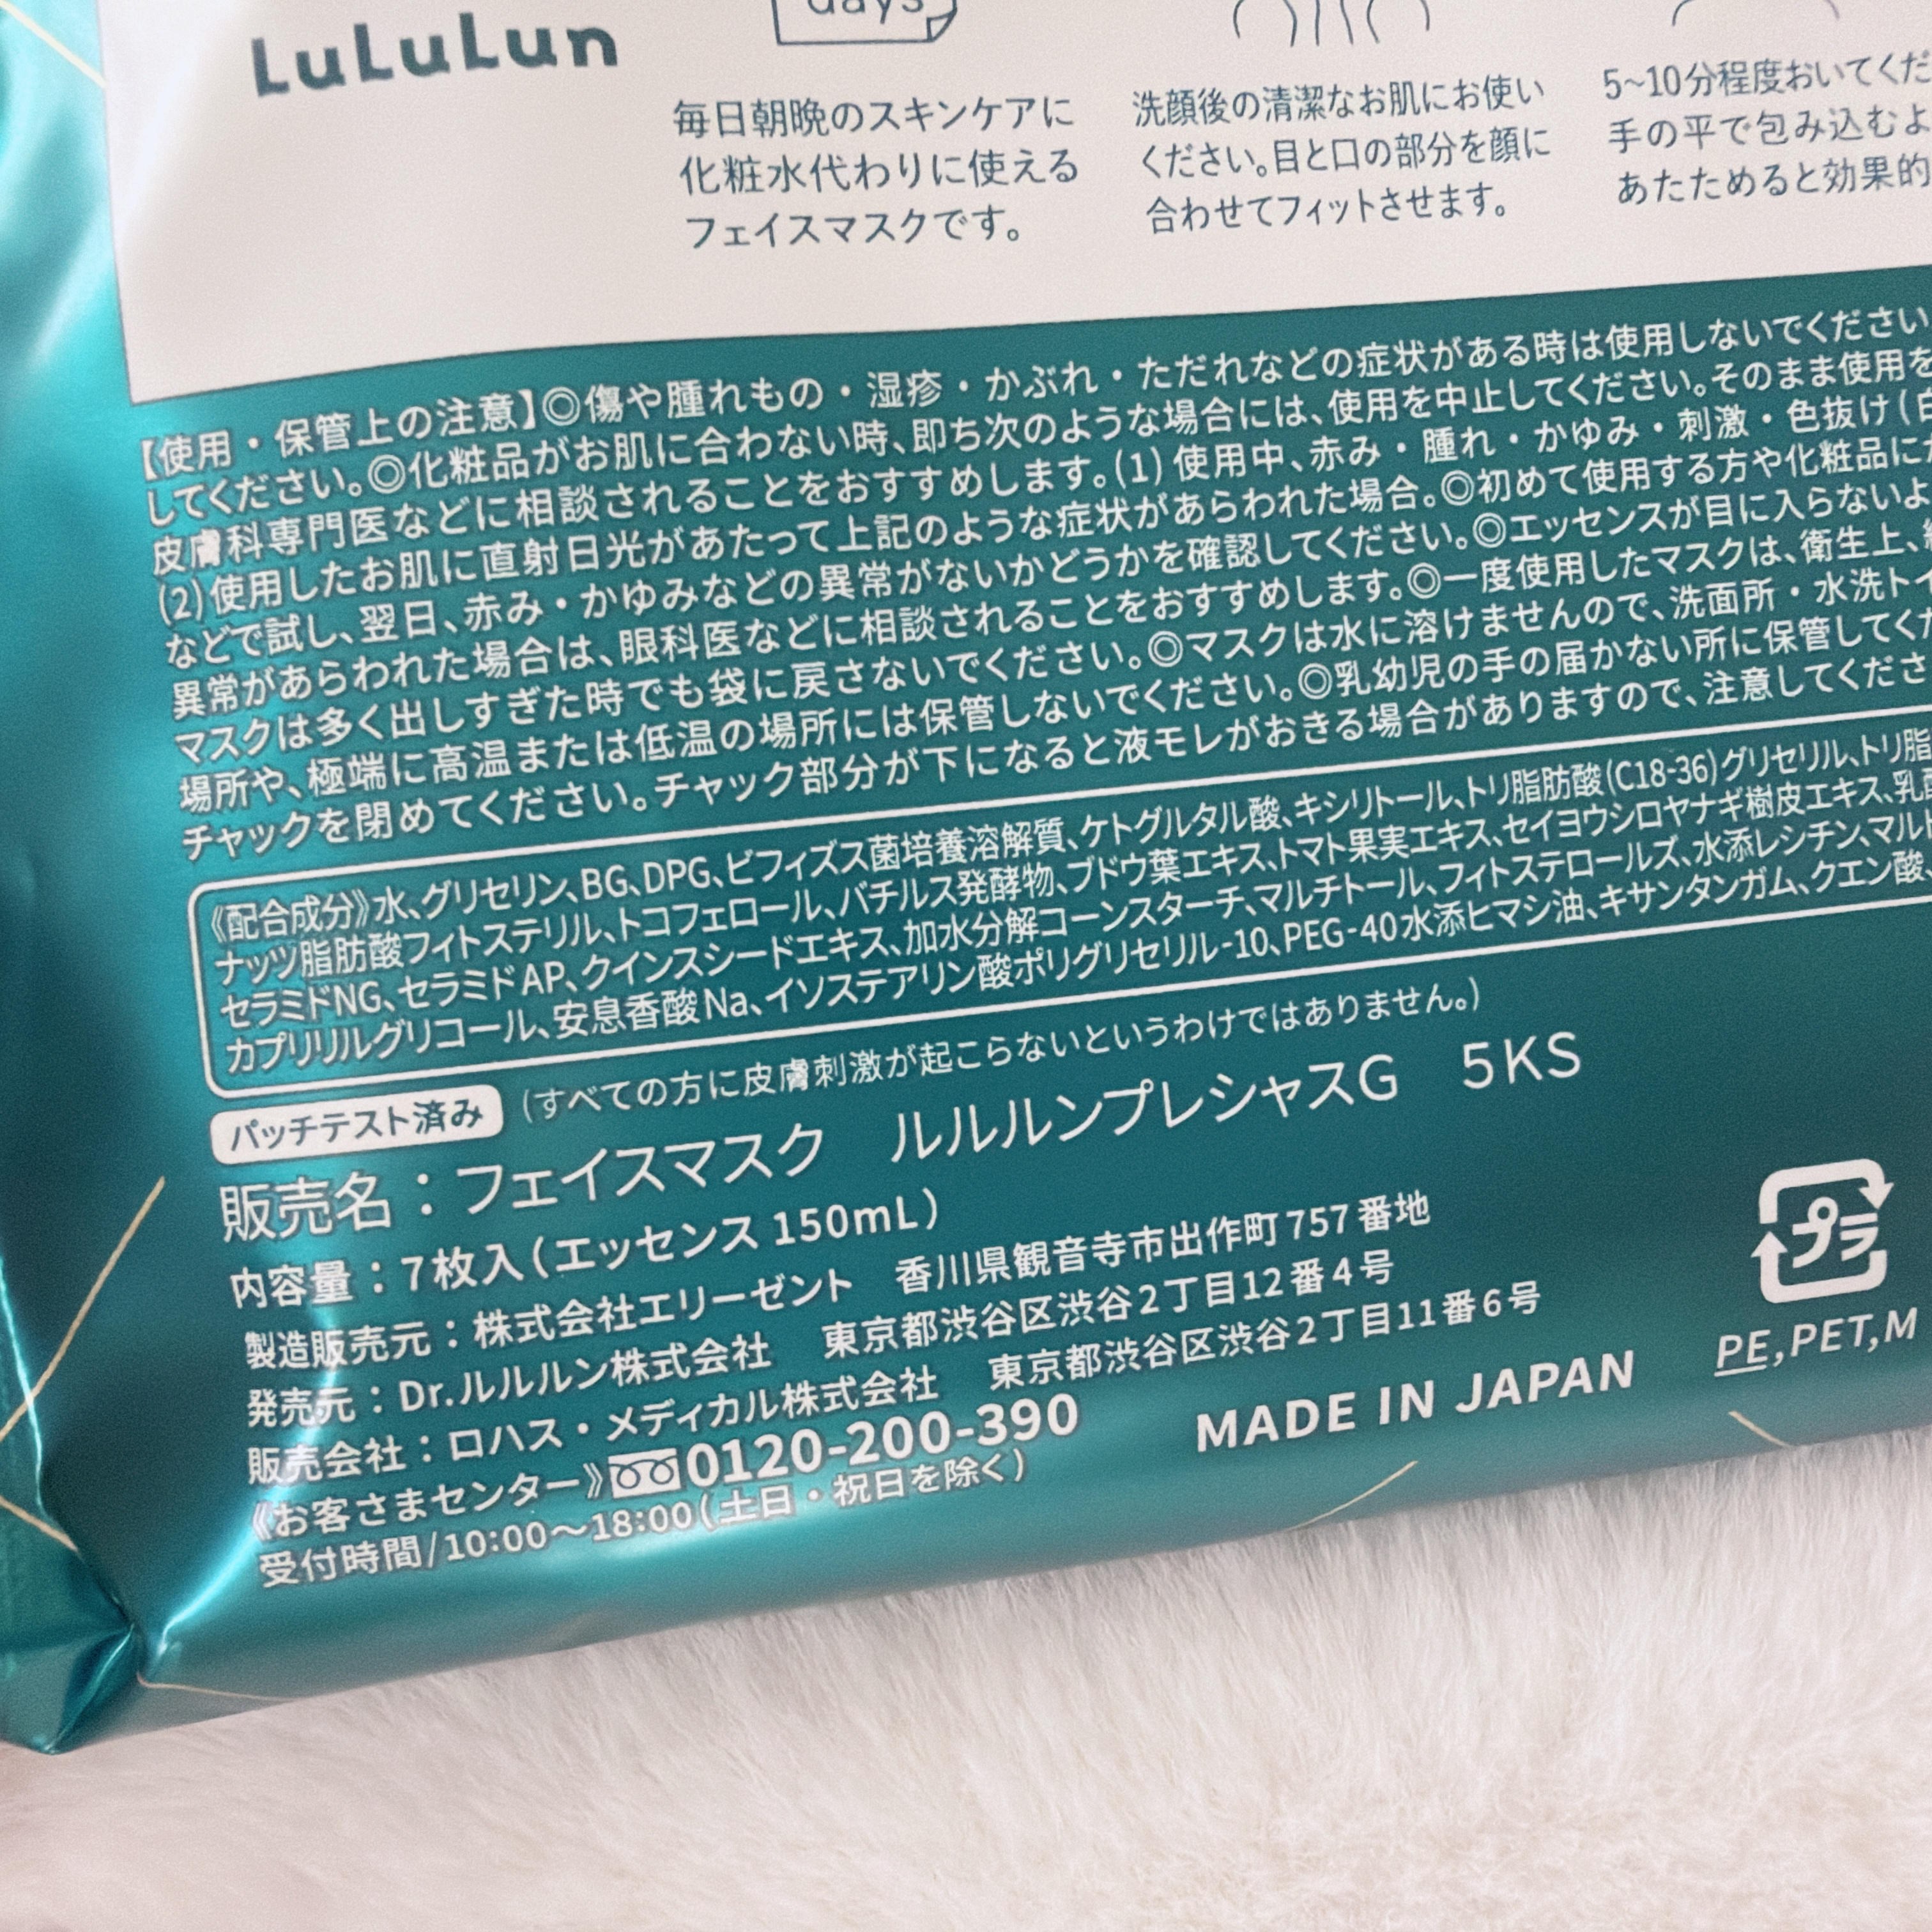 days
LuLuLun
毎日朝晩のスキンケアに
化粧水代わりに使える
フェイスマスクです。
洗顔後の清潔なお肌にお使い
ください。目と口の部分を顔に
合わせてフィットさせます。
5~10分程度おいてくだ
手の平で包み込むよ
あたためると効果的
【使用・保管上の注意】◎傷や腫れもの・湿疹・かぶれ・ただれなどの症状がある時は使用しないでください
してください。◎化粧品がお肌に合わない時、即ち次のような場合には、使用を中止してください。そのまま使用を
皮膚科専門医などに相談されることをおすすめします。(1)使用中、赤み・腫れ・かゆみ・刺激・色抜け(白
(2)使用したお肌に直射日光があたって上記のような症状があらわれた場合。◎初めて使用する方や化粧品に
などで試し、翌日、赤み・かゆみなどの異常がないかどうかを確認してください。◎エッセンスが目に入らないよ
異常があらわれた場合は、眼科医などに相談されることをおすすめします。◎一度使用したマスクは、衛生上、
マスクは多く出しすぎた時でも袋に戻さないでください。◎マスクは水に溶けませんので、洗面所・水洗トイ
場所や、極端に高温または低温の場所には保管しないでください。◎乳幼児の手の届かない所に保管してくだ
チャックを閉めてください。チャック部分が下になると液モレがおきる場合がありますので、注意してくださ
《配合成分》水、グリセリン、BG、DPG、ビフィズス菌培養溶解質、ケトグルタル酸、キシリトール、トリ脂肪酸(C18-36)グリセリル、トリ脂
ナッツ脂肪酸フィトステリル、トコフェロール、バチルス発酵物、ブドウ葉エキス、トマト果実エキス、セイヨウシロヤナギ樹皮エキス、乳酸
セラミドNG、セラミドAP、クインスシードエキス、加水分解コーンスターチ、マルチトール、フィトステロールズ、水添レシチン、マルト
カプリリルグリコール、安息香酸Na、イソステアリン酸ポリグリセリル-10、PEG-40水添ヒマシ油、キサンタンガム、クエン酸、
パッチテスト済み (すべての方に皮膚刺激が起こらないというわけではありません。)
販売名：フェイスマスク ルルルンプレシャスG 5KS
内容量：7枚入(エッセンス 150mL)
製造販売元：株式会社エリーゼント 香川県観音寺市出作町757番地
発売元：Dr.ルルルン株式会社 東京都渋谷区渋谷2丁目12番4号
販売会社：ロハス・メディカル株式会社 東京都渋谷区渋谷2丁目11番6号
《お客さまセンター》0120-200-390
受付時間/10:00〜18:00(土日・祝日を除く)
MADE IN JAPAN
プラ
PE,PET,M